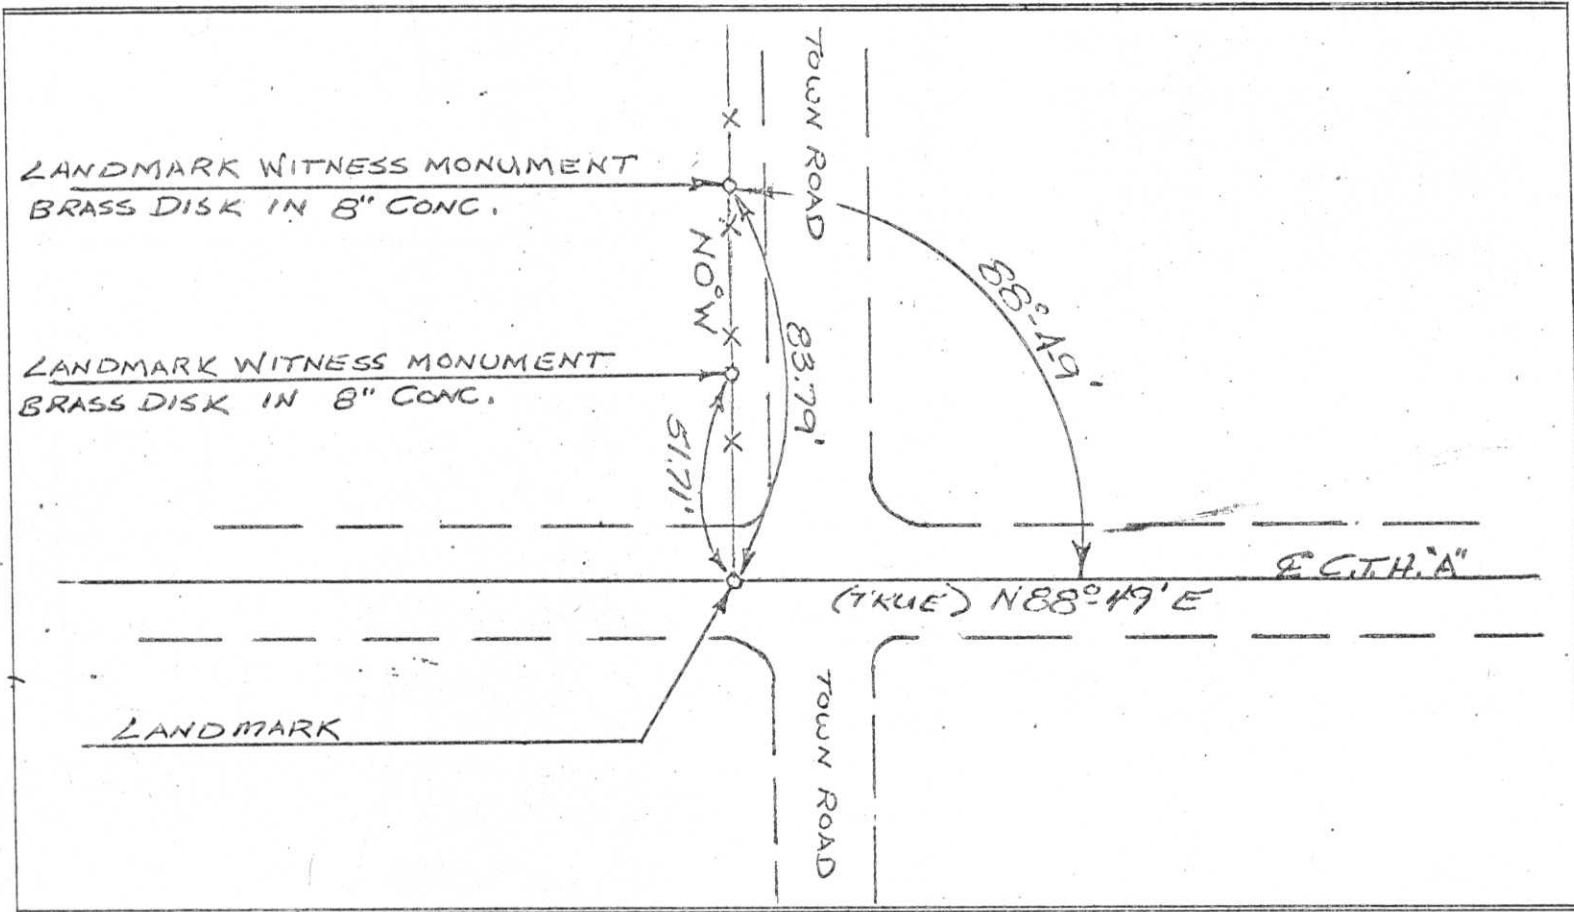 TOWN ROAD
LANDMARK WITNESS MONUMENT
BRASS DISK IN 8" CONC.
N0°W
88°-49'
83.79'
LANDMARK WITNESS MONUMENT
BRASS DISK IN 8" CONC.
51.71'
℄ C.T.H. "A"
(TRUE) N88°49'E
LANDMARK
TOWN ROAD